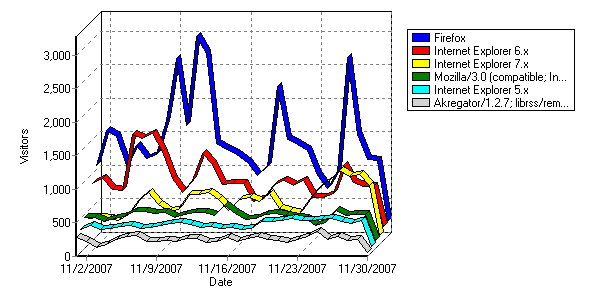 3,000
2,500
2,000
1,500
1,000
500
0
Visitors
11/2/2007
11/9/2007
11/16/2007
11/23/2007
11/30/2007
Date
Firefox
Internet Explorer 6.x
Internet Explorer 7.x
Mozilla/3.0 (compatible; In...
Internet Explorer 5.x
Akregator/1.2.7; librss/rem...